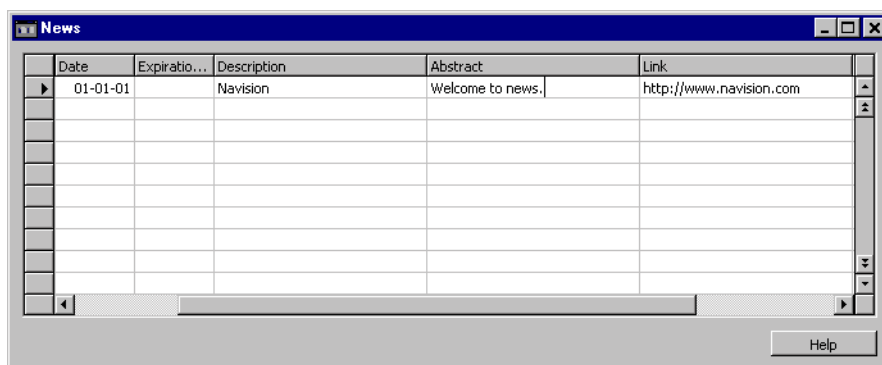 News
Date Expiratio... Description Abstract Link
01-01-01 Navision Welcome to news. http://www.navision.com
Help